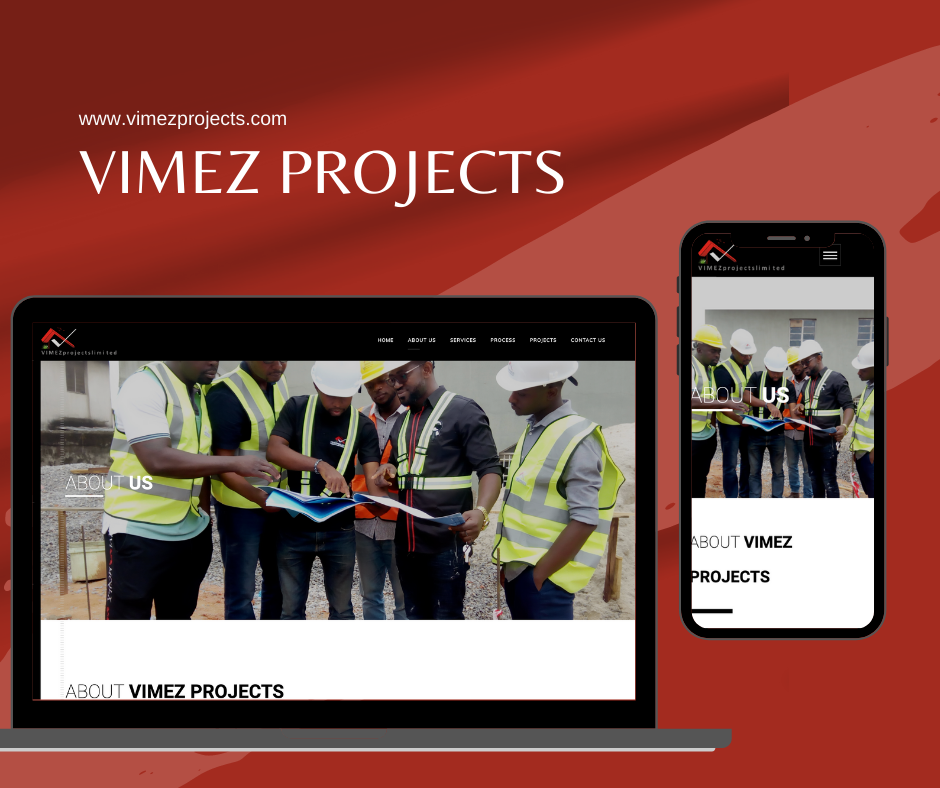 www.vimezprojects.com
VIMEZ PROJECTS
VIMEZprojectslimited
HOME ABOUT US SERVICES PROCESS PROJECTS CONTACT US
ABOUT US
ABOUT VIMEZ PROJECTS
VIMEZprojectslimited
ABOUT US
ABOUT VIMEZ
PROJECTS